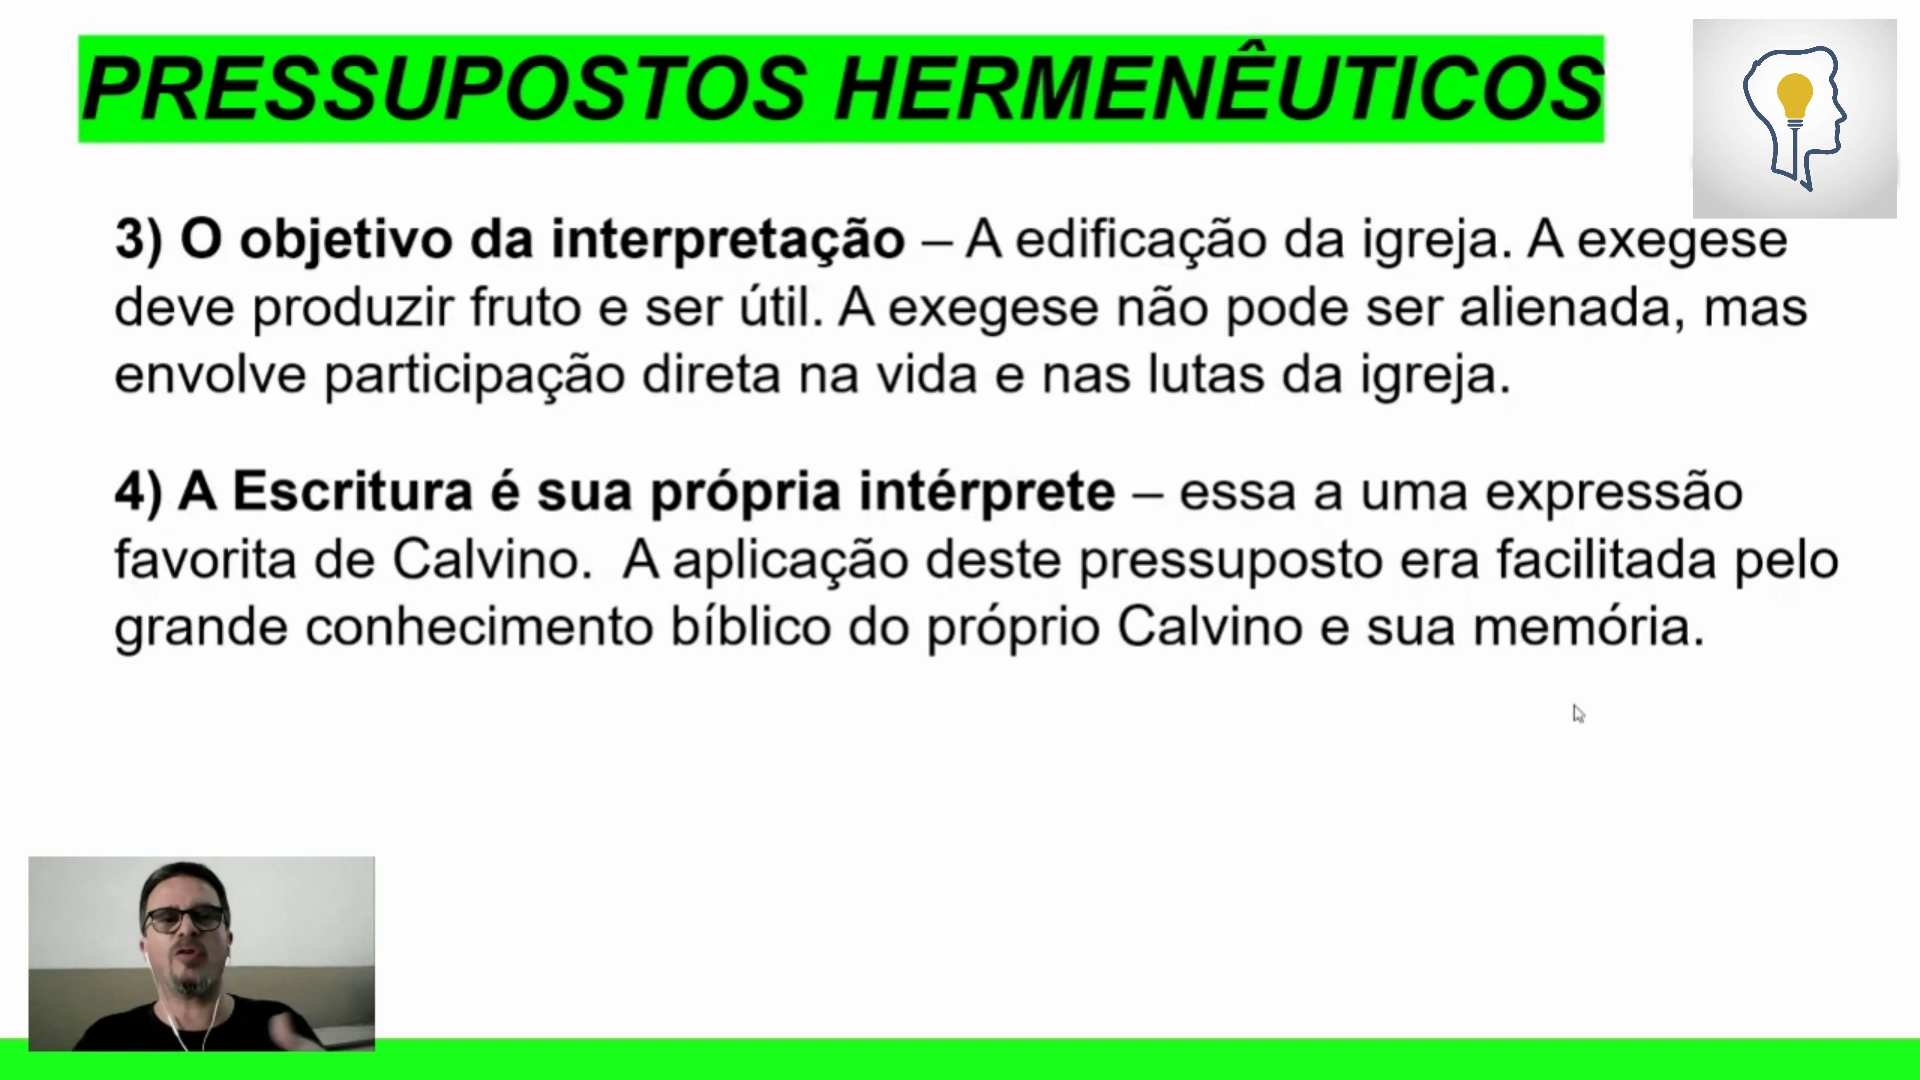 PRESSUPOSTOS HERMENÊUTICOS
3) O objetivo da interpretação – A edificação da igreja. A exegese
deve produzir fruto e ser útil. A exegese não pode ser alienada, mas
envolve participação direta na vida e nas lutas da igreja.
4) A Escritura é sua própria intérprete – essa a uma expressão
favorita de Calvino.  A aplicação deste pressuposto era facilitada pelo
grande conhecimento bíblico do próprio Calvino e sua memória.